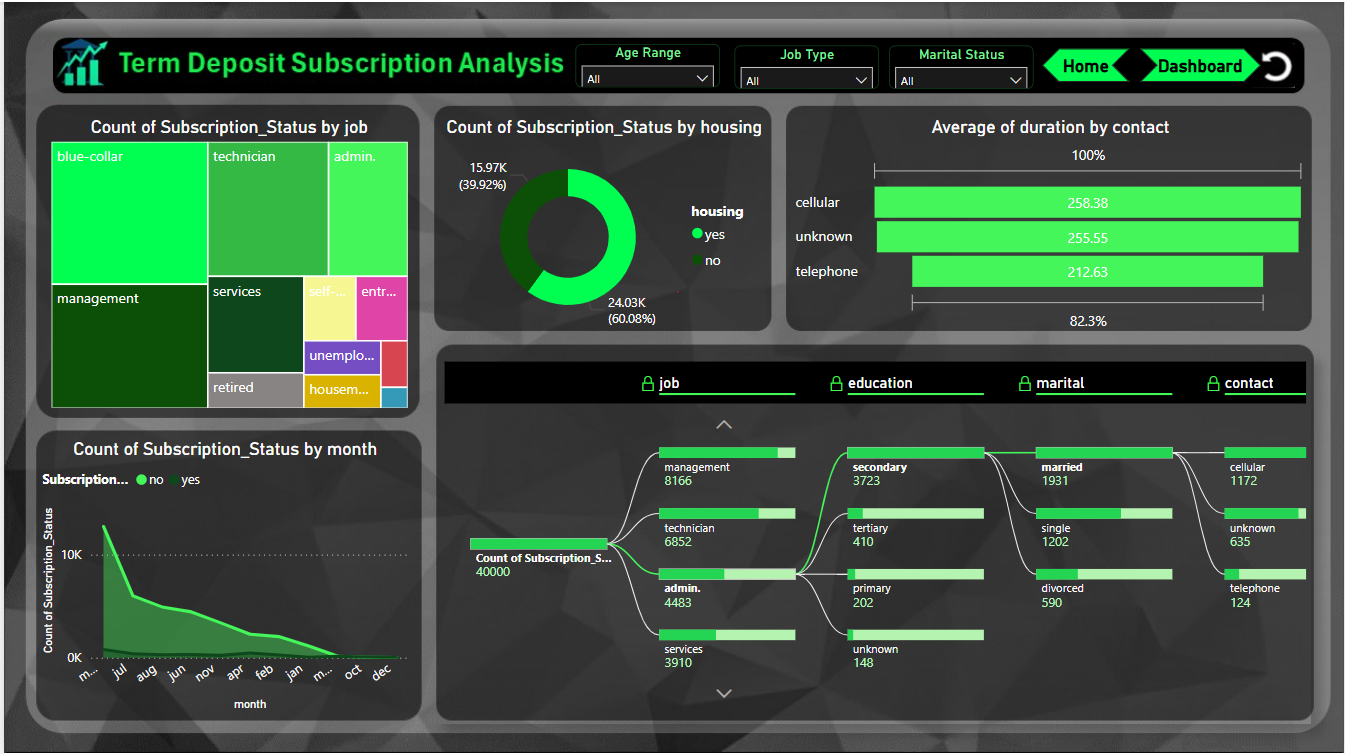 Term Deposit Subscription Analysis
Age Range
All
Job Type
All
Marital Status
All
Home
Dashboard
Count of Subscription_Status by job
blue-collar
technician
admin.
management
services
self-...
entr...
unemplo...
retired
housem...
Count of Subscription_Status by housing
15.97K
(39.92%)
24.03K
(60.08%)
housing
yes
no
Average of duration by contact
100%
cellular
258.38
unknown
255.55
telephone
212.63
82.3%
Count of Subscription_Status by month
Subscription... no yes
Count of Subscription_Status
10K
0K
m... jul aug jun nov apr feb jan m... oct dec
month
job education marital contact
Count of Subscription_S...
40000
management
8166
technician
6852
admin.
4483
services
3910
secondary
3723
tertiary
410
primary
202
unknown
148
married
1931
single
1202
divorced
590
cellular
1172
unknown
635
telephone
124